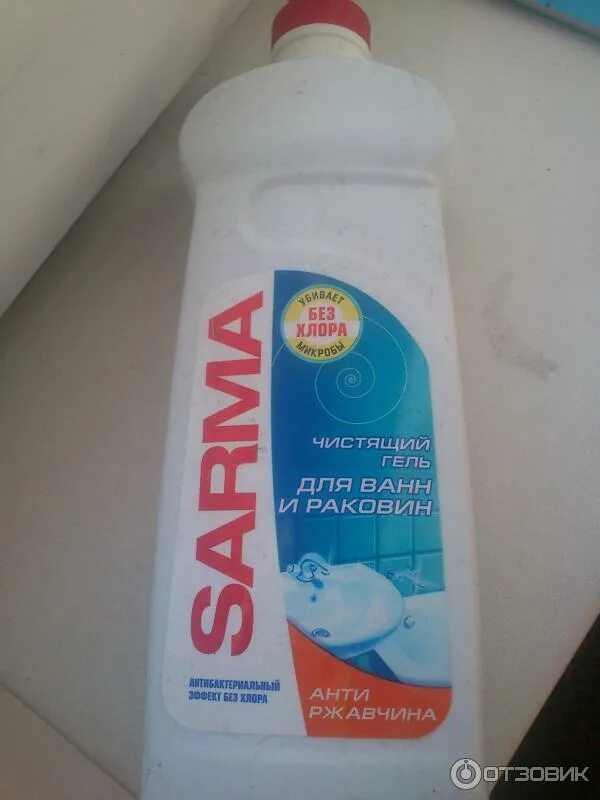 УБИВАЕТ
БЕЗ
ХЛОРА
МИКРОБЫ
SARMA
ЧИСТЯЩИЙ
ГЕЛЬ
ДЛЯ ВАНН
И РАКОВИН
АНТИБАКТЕРИАЛЬНЫЙ
ЭФФЕКТ БЕЗ ХЛОРА
АНТИ
РЖАВЧИНА
ОТЗОВИК